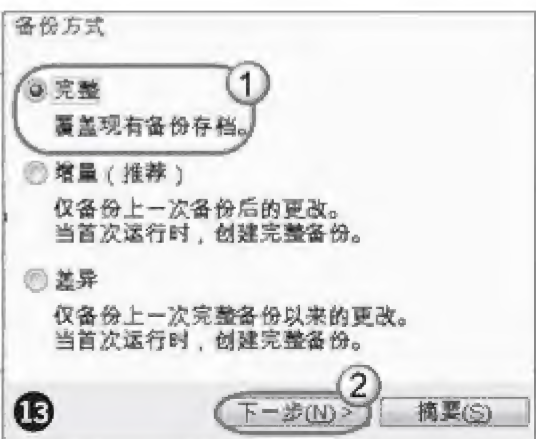 备份方式
完整
1
覆盖现有备份存档。
增量(推荐)
仅备份上一次备份后的更改。
当首次运行时,创建完整备份。
差异
仅备份上一次完整备份以来的更改。
当首次运行时,创建完整备份。
2
13 下一步(N) > 摘要(S)